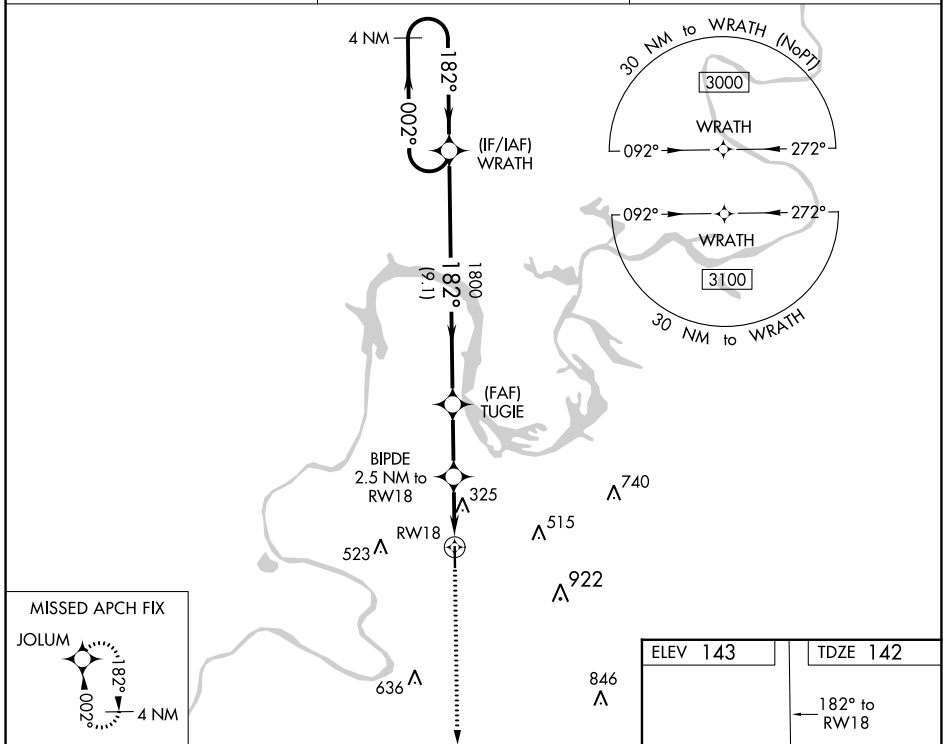 4 NM
182°
002°
(IF/IAF)
WRATH
30 NM to WRATH (NoPT)
3000
WRATH
092°
272°
092°
272°
WRATH
3100
30 NM to WRATH
1800
182°
(9.1)
(FAF)
TUGIE
BIPDE
2.5 NM to
RW18
325
740
RW18
515
523
922
MISSED APCH FIX
JOLUM
182°
002°
4 NM
636
846
ELEV 143
TDZE 142
182° to
RW18